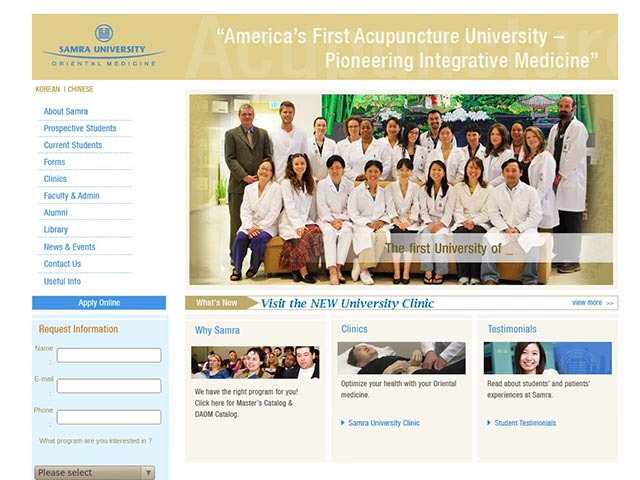 SAMRA UNIVERSITY
ORIENTAL MEDICINE
Acupuncture
“America’s First Acupuncture University –
Pioneering Integrative Medicine”
KOREAN | CHINESE
About Samra
Prospective Students
Current Students
Forms
Clinics
Faculty & Admin
Alumni
Library
News & Events
Contact Us
Useful Info
Apply Online
Request Information
Name
:
E-mail
:
Phone
:
What program are you interested in ?
Please select
The first University of _
What's New
Visit the NEW University Clinic
view more >>
Why Samra
We have the right program for you!
Click here for Master's Catalog &
DAOM Catalog.
Clinics
Optimize your health with your Oriental
medicine.
Samra University Clinic
Testimonials
Read about students' and patients'
experiences at Samra.
Student Testimonials